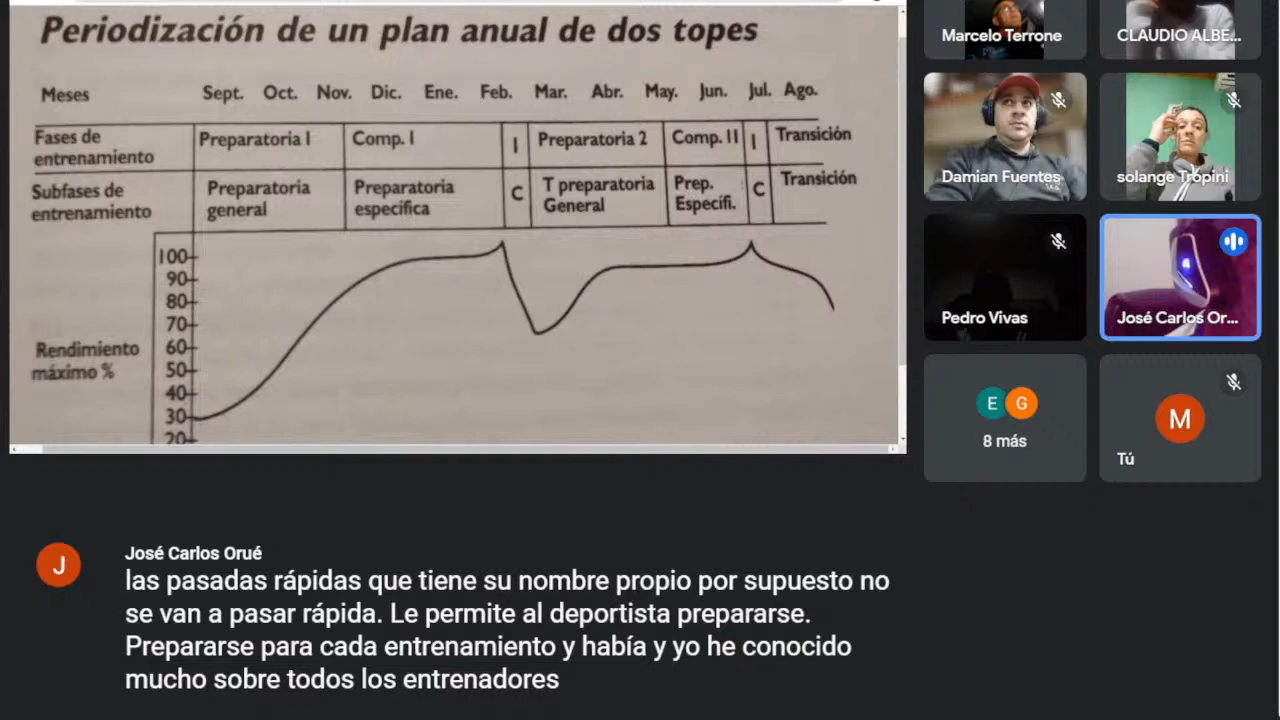 Periodización de un plan anual de dos topes
Meses Sept. Oct. Nov. Dic. Ene. Feb. Mar. Abr. May. Jun. Jul. Ago.
Fases de entrenamiento Preparatoria I Comp. I I Preparatoria 2 Comp. II I Transición
Subfases de entrenamiento Preparatoria general Preparatoria específica C T preparatoria General Prep. Especifi. C Transición
100
90
80
70
60
50
40
30
20
Rendimiento
máximo %
Marcelo Terrone
CLAUDIO ALBE...
Damian Fuentes
solange Tropini
Pedro Vivas
José Carlos Or...
E G
8 más
M
Tú
J
José Carlos Orué
las pasadas rápidas que tiene su nombre propio por supuesto no
se van a pasar rápida. Le permite al deportista prepararse.
Prepararse para cada entrenamiento y había y yo he conocido
mucho sobre todos los entrenadores